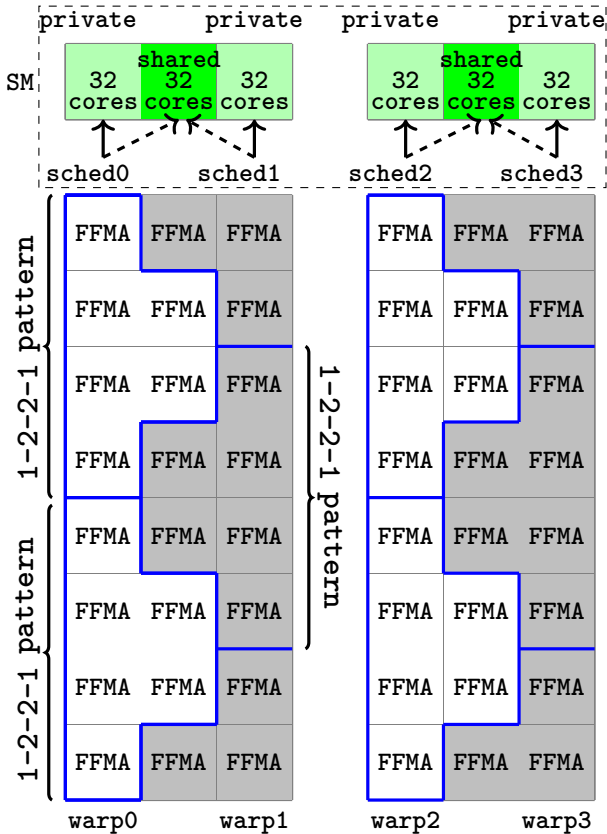 private private private private
shared shared
SM 32 32 32 32 32 32
cores cores cores cores cores cores
sched0 sched1 sched2 sched3
FFMA FFMA FFMA FFMA FFMA FFMA
FFMA FFMA FFMA FFMA FFMA FFMA
FFMA FFMA FFMA FFMA FFMA FFMA
FFMA FFMA FFMA FFMA FFMA FFMA
FFMA FFMA FFMA FFMA FFMA FFMA
FFMA FFMA FFMA FFMA FFMA FFMA
FFMA FFMA FFMA FFMA FFMA FFMA
FFMA FFMA FFMA FFMA FFMA FFMA
1-2-2-1 pattern
1-2-2-1 pattern
1-2-2-1 pattern
warp0 warp1 warp2 warp3